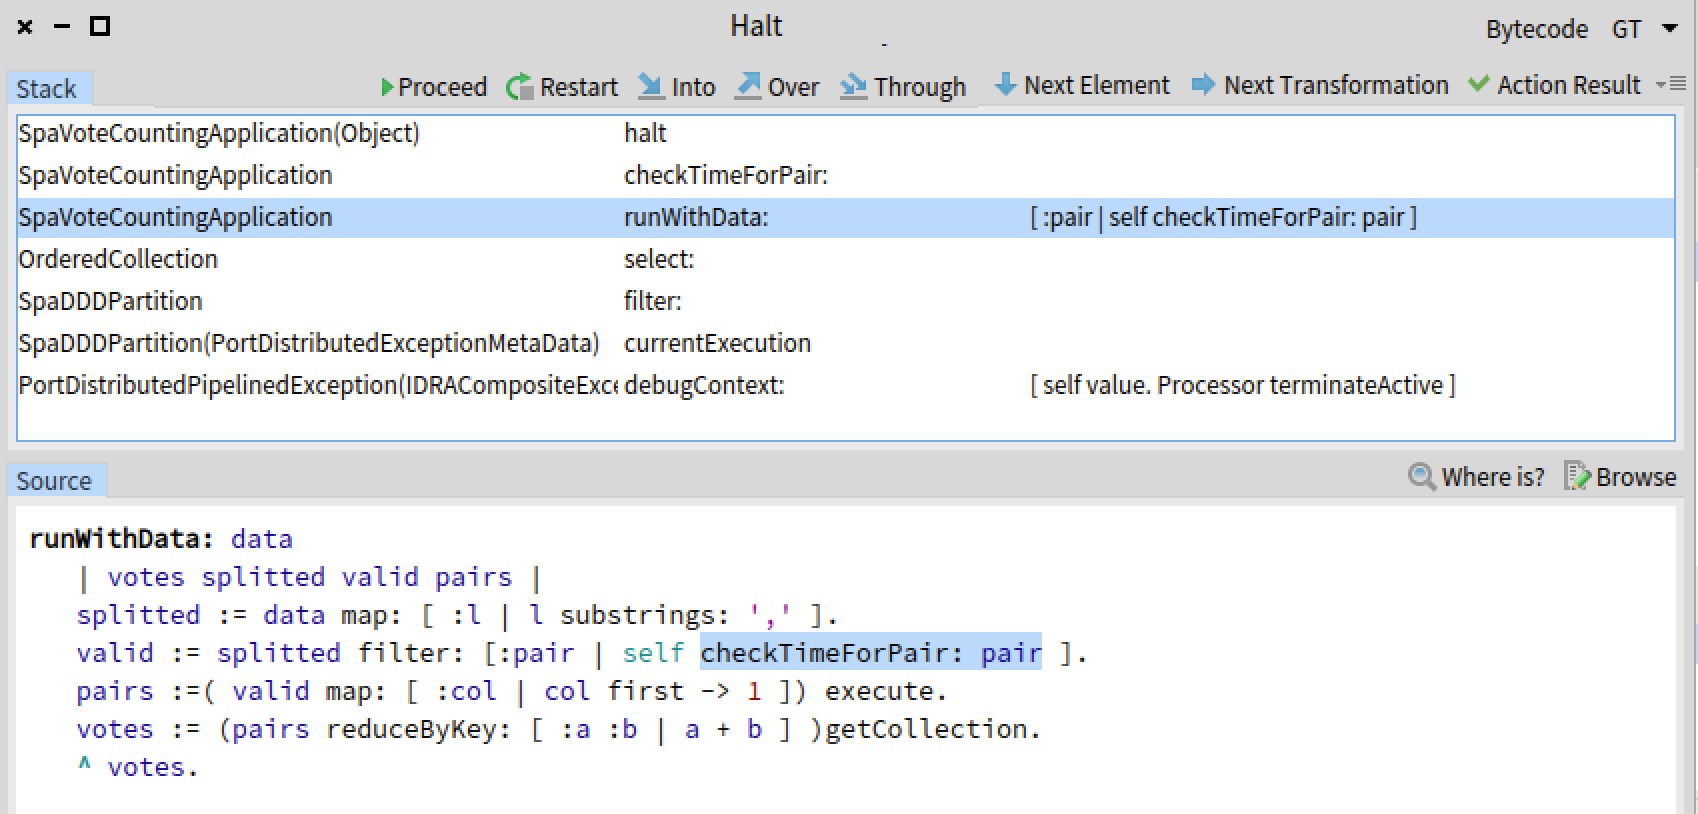 Halt
Bytecode GT
Stack Proceed Restart Into Over Through Next Element Next Transformation Action Result
SpaVoteCountingApplication(Object) halt
SpaVoteCountingApplication checkTimeForPair:
SpaVoteCountingApplication runWithData: [ :pair | self checkTimeForPair: pair ]
OrderedCollection select:
SpaDDDPartition filter:
SpaDDDPartition(PortDistributedExceptionMetaData) currentExecution
PortDistributedPipelinedException(IDRACompositeExce debugContext: [ self value. Processor terminateActive ]
Source Where is? Browse
runWithData: data
| votes splitted valid pairs |
splitted := data map: [ :l | l substrings: ',' ].
valid := splitted filter: [:pair | self checkTimeForPair: pair ].
pairs :=( valid map: [ :col | col first -> 1 ]) execute.
votes := (pairs reduceByKey: [ :a :b | a + b ] )getCollection.
^ votes.